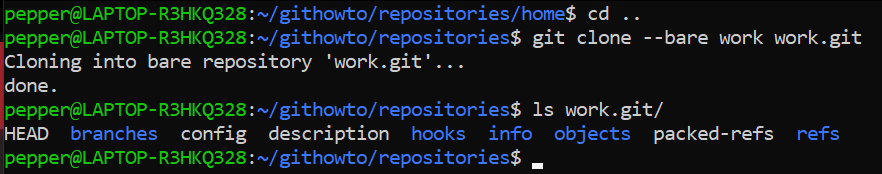 pepper@LAPTOP-R3HKQ328:~/githowto/repositories/home$ cd ..
pepper@LAPTOP-R3HKQ328:~/githowto/repositories$ git clone --bare work work.git
Cloning into bare repository 'work.git'...
done.
pepper@LAPTOP-R3HKQ328:~/githowto/repositories$ ls work.git/
HEAD  branches  config  description  hooks  info  objects  packed-refs  refs
pepper@LAPTOP-R3HKQ328:~/githowto/repositories$